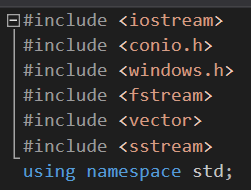 #include <iostream>
#include <conio.h>
#include <windows.h>
#include <fstream>
#include <vector>
#include <sstream>
using namespace std;